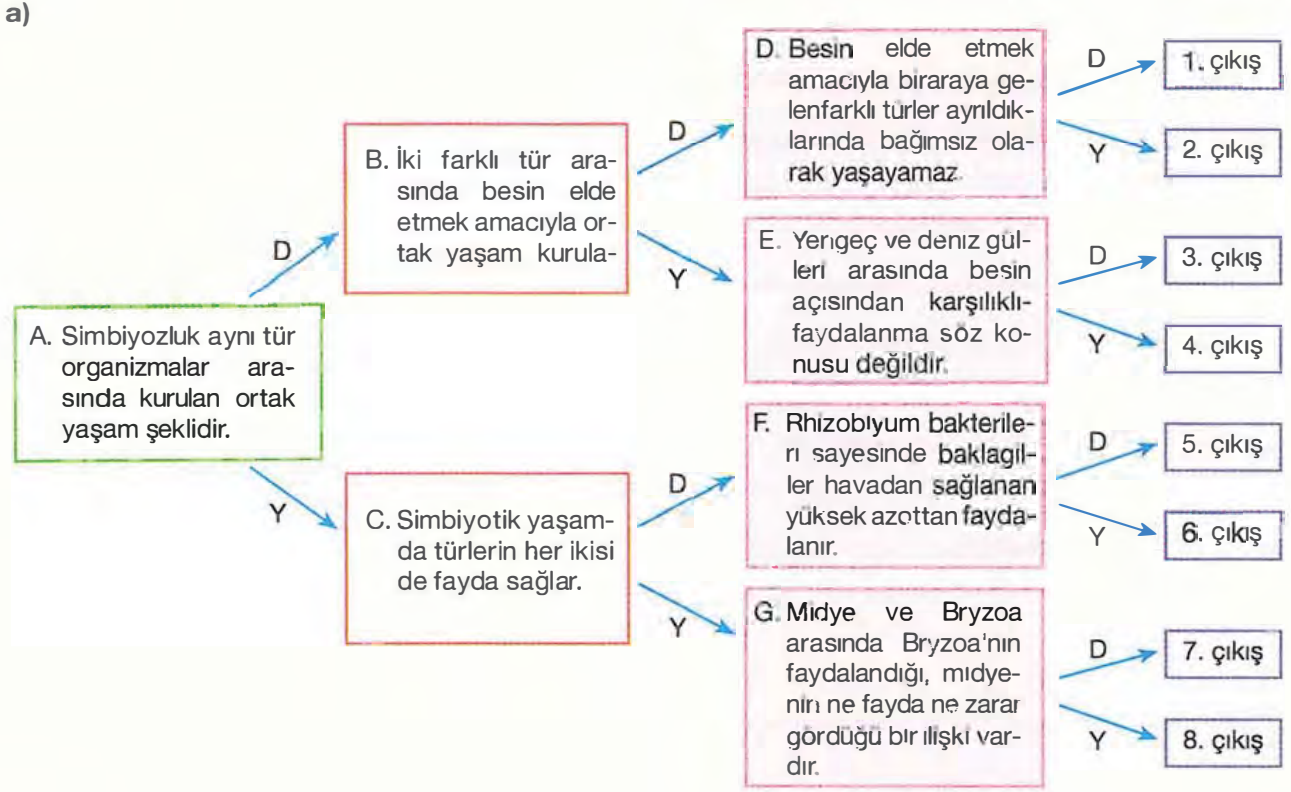 a)
A. Simbiyozluk aynı tür
organizmalar ara-
sında kurulan ortak
yaşam şeklidir.
D
Y
B. İki farklı tür ara-
sında besin elde
etmek amacıyla or-
tak yaşam kurula-
D
Y
C. Simbiyotik yaşam-
da türlerin her ikisi
de fayda sağlar.
D
Y
D. Besin elde etmek
amacıyla biraraya ge-
lenfarklı türler ayrıldık-
larında bağımsız ola-
rak yaşayamaz.
D
Y
E. Yengeç ve deniz gül-
leri arasında besin
açısından karşılıklı-
faydalanma söz ko-
nusu değildir.
D
Y
F. Rhizobiyum bakterile-
ri sayesinde baklagil-
ler havadan sağlanan
yüksek azottan fayda-
lanır.
D
Y
G. Midye ve Bryzoa
arasında Bryzoa'nın
faydalandığı, midye-
nin ne fayda ne zarar
gördüğü bir ilişki var-
dır.
D
Y
1. çıkış
2. çıkış
3. çıkış
4. çıkış
5. çıkış
6. çıkış
7. çıkış
8. çıkış